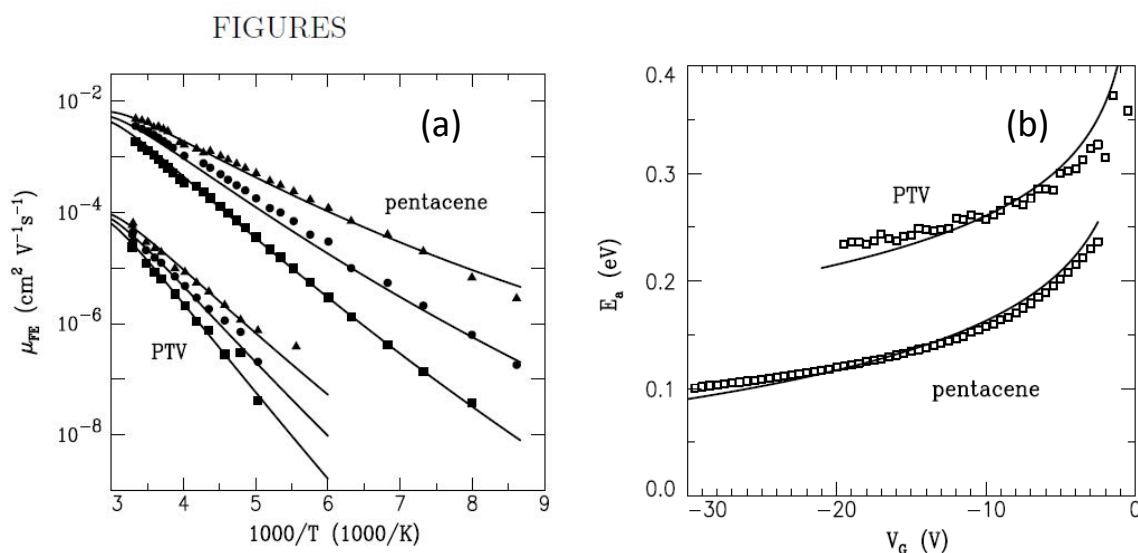 FIGURES
(a)
10⁻²
10⁻⁴
10⁻⁶
10⁻⁸
μFE (cm² V⁻¹s⁻¹)
pentacene
PTV
3 4 5 6 7 8 9
1000/T (1000/K)
(b)
0.4
0.3
0.2
0.1
0.0
Eₐ (eV)
PTV
pentacene
−30 −20 −10 0
V_G (V)